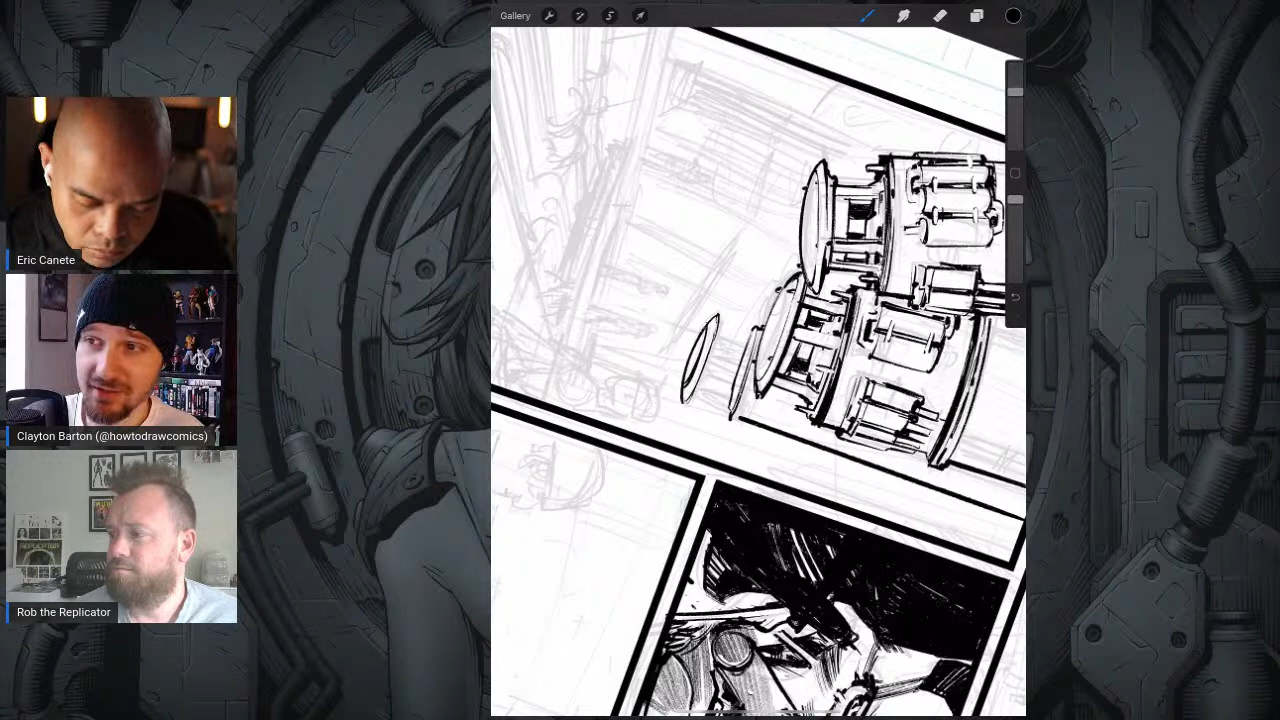 Gallery
Eric Canete
Clayton Barton (@howtodrawcomics)
Rob the Replicator